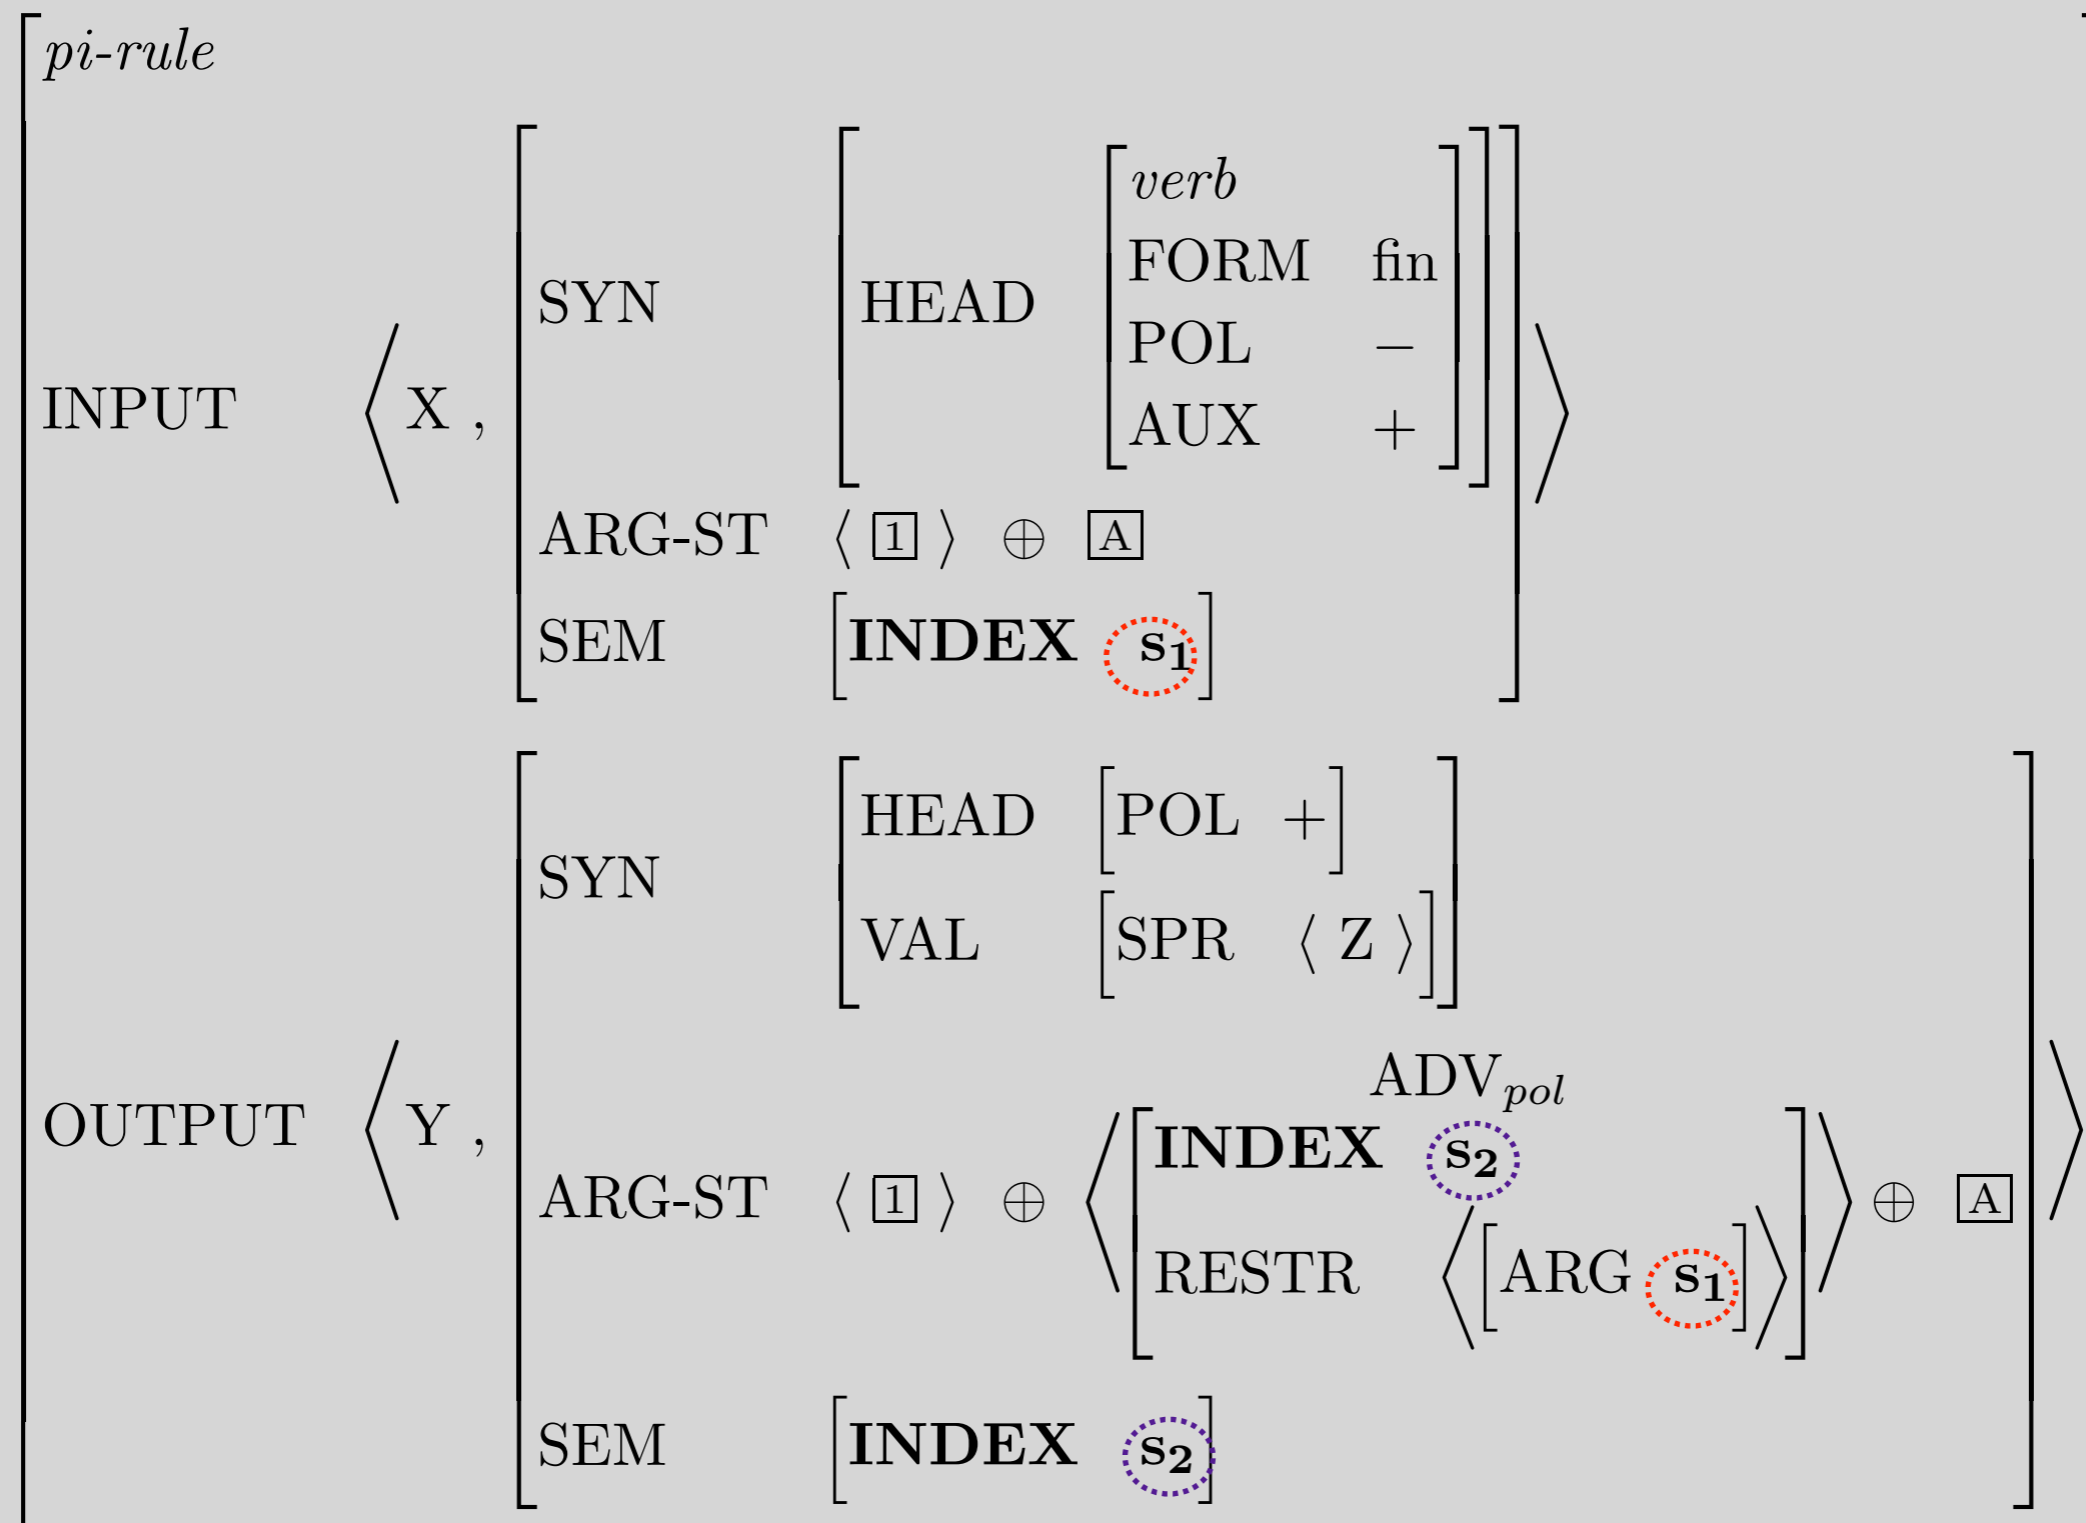 pi-rule
verb
FORM fin
SYN HEAD
POL −
INPUT ⟨ X , AUX + ⟩
ARG-ST ⟨ 1 ⟩ ⊕ A
SEM [INDEX s1]
HEAD [POL +]
SYN
VAL [SPR ⟨ Z ⟩]
ADVpol
OUTPUT ⟨ Y , INDEX s2
ARG-ST ⟨ 1 ⟩ ⊕ ⟨ ⟩ ⊕ A ⟩
RESTR ⟨[ARG s1]⟩
SEM [INDEX s2]